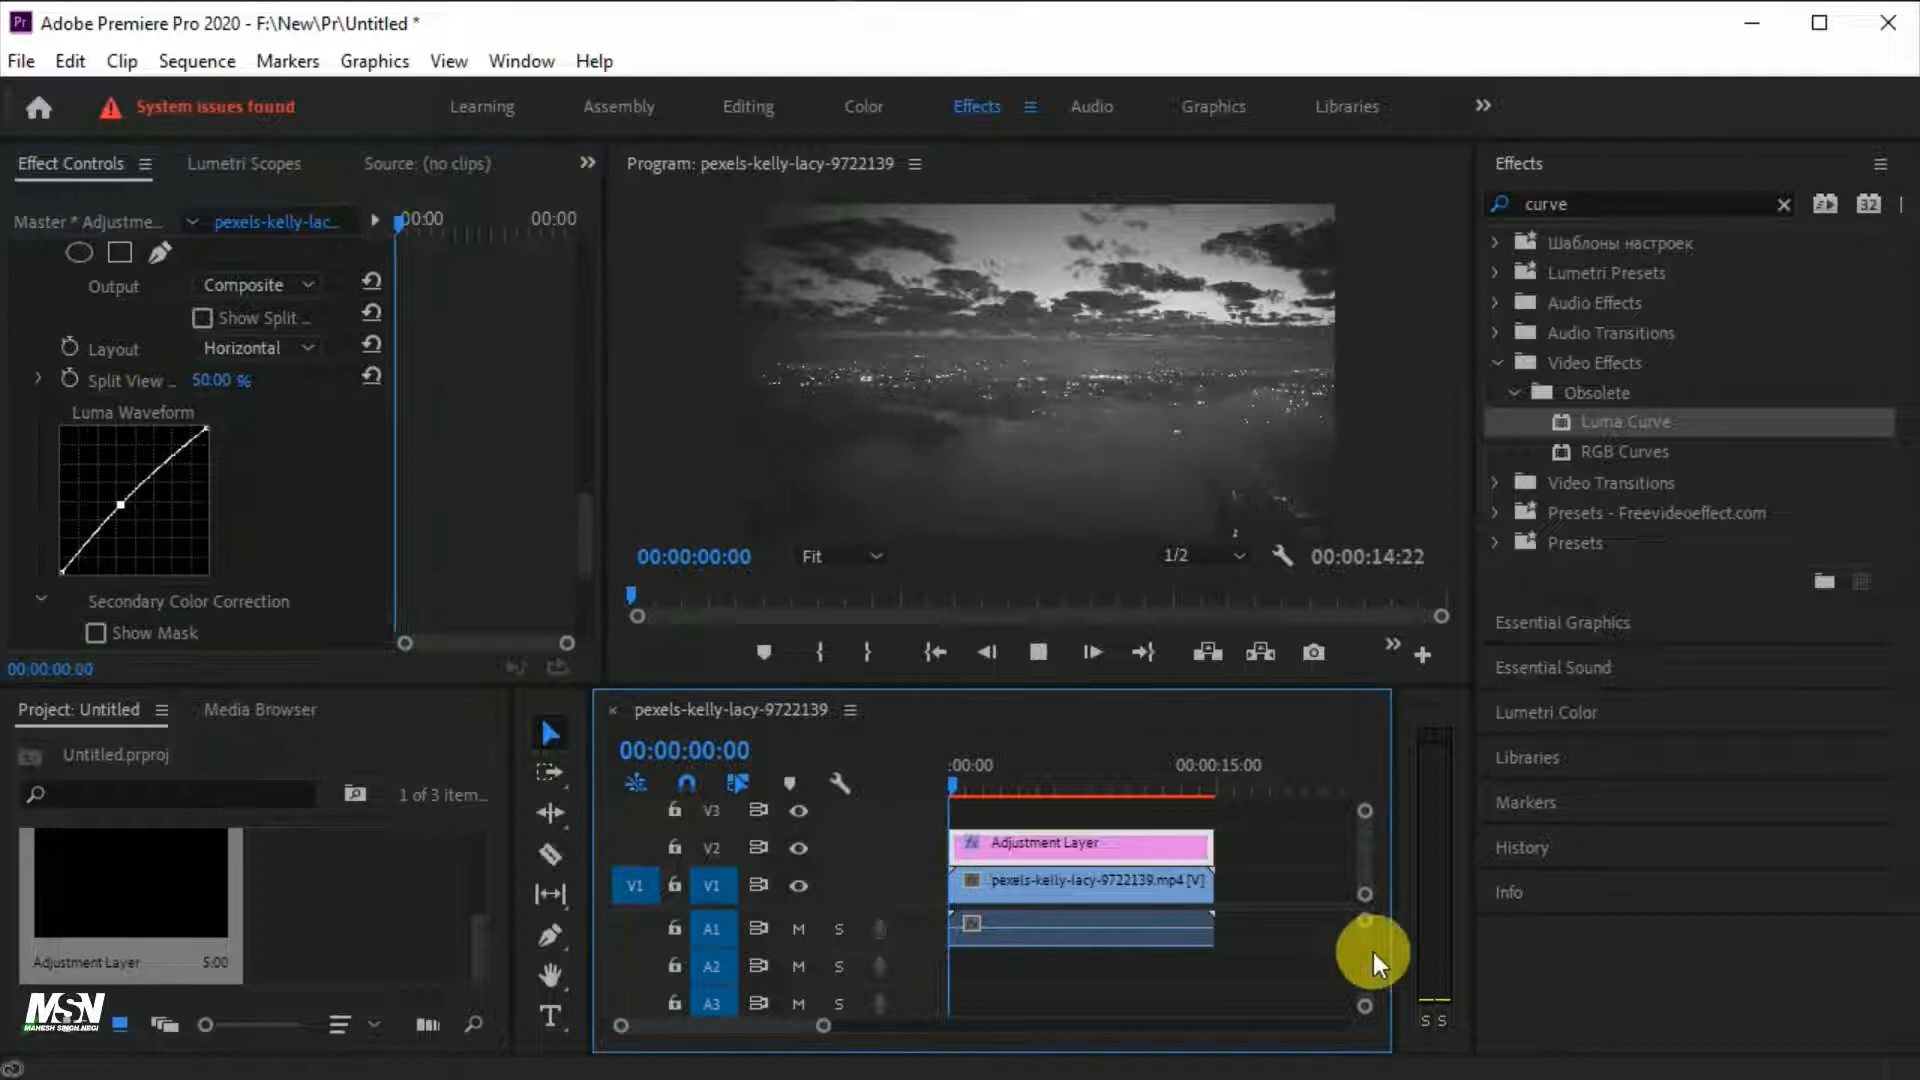 Pr Adobe Premiere Pro 2020 - F:\New\Pr\Untitled *
File Edit Clip Sequence Markers Graphics View Window Help
System issues found Learning Assembly Editing Color Effects Audio Graphics Libraries
Effect Controls Lumetri Scopes Source: (no clips)
Program: pexels-kelly-lacy-9722139
Effects
Master * Adjustme... pexels-kelly-lac... 00:00 00:00
curve
32
Output Composite
Show Split ...
Layout Horizontal
Split View ... 50.00 %
Luma Waveform
Secondary Color Correction
Show Mask
00:00:00:00
00:00:00:00 Fit 1/2 00:00:14:22
Шаблоны настроек
Lumetri Presets
Audio Effects
Audio Transitions
Video Effects
Obsolete
Luma Curve
RGB Curves
Video Transitions
Presets - Freevideoeffect.com
Presets
Essential Graphics
Essential Sound
Lumetri Color
Libraries
Markers
History
Info
Project: Untitled Media Browser
Untitled.prproj
1 of 3 item...
Adjustment Layer 5:00
MSN
MAHESH SINGH NEGI
pexels-kelly-lacy-9722139
00:00:00:00
:00:00 00:00:15:00
V3
V2 Adjustment Layer
V1 V1 pexels-kelly-lacy-9722139.mp4 [V]
A1 M S
A2 M S
A3 M S
S S